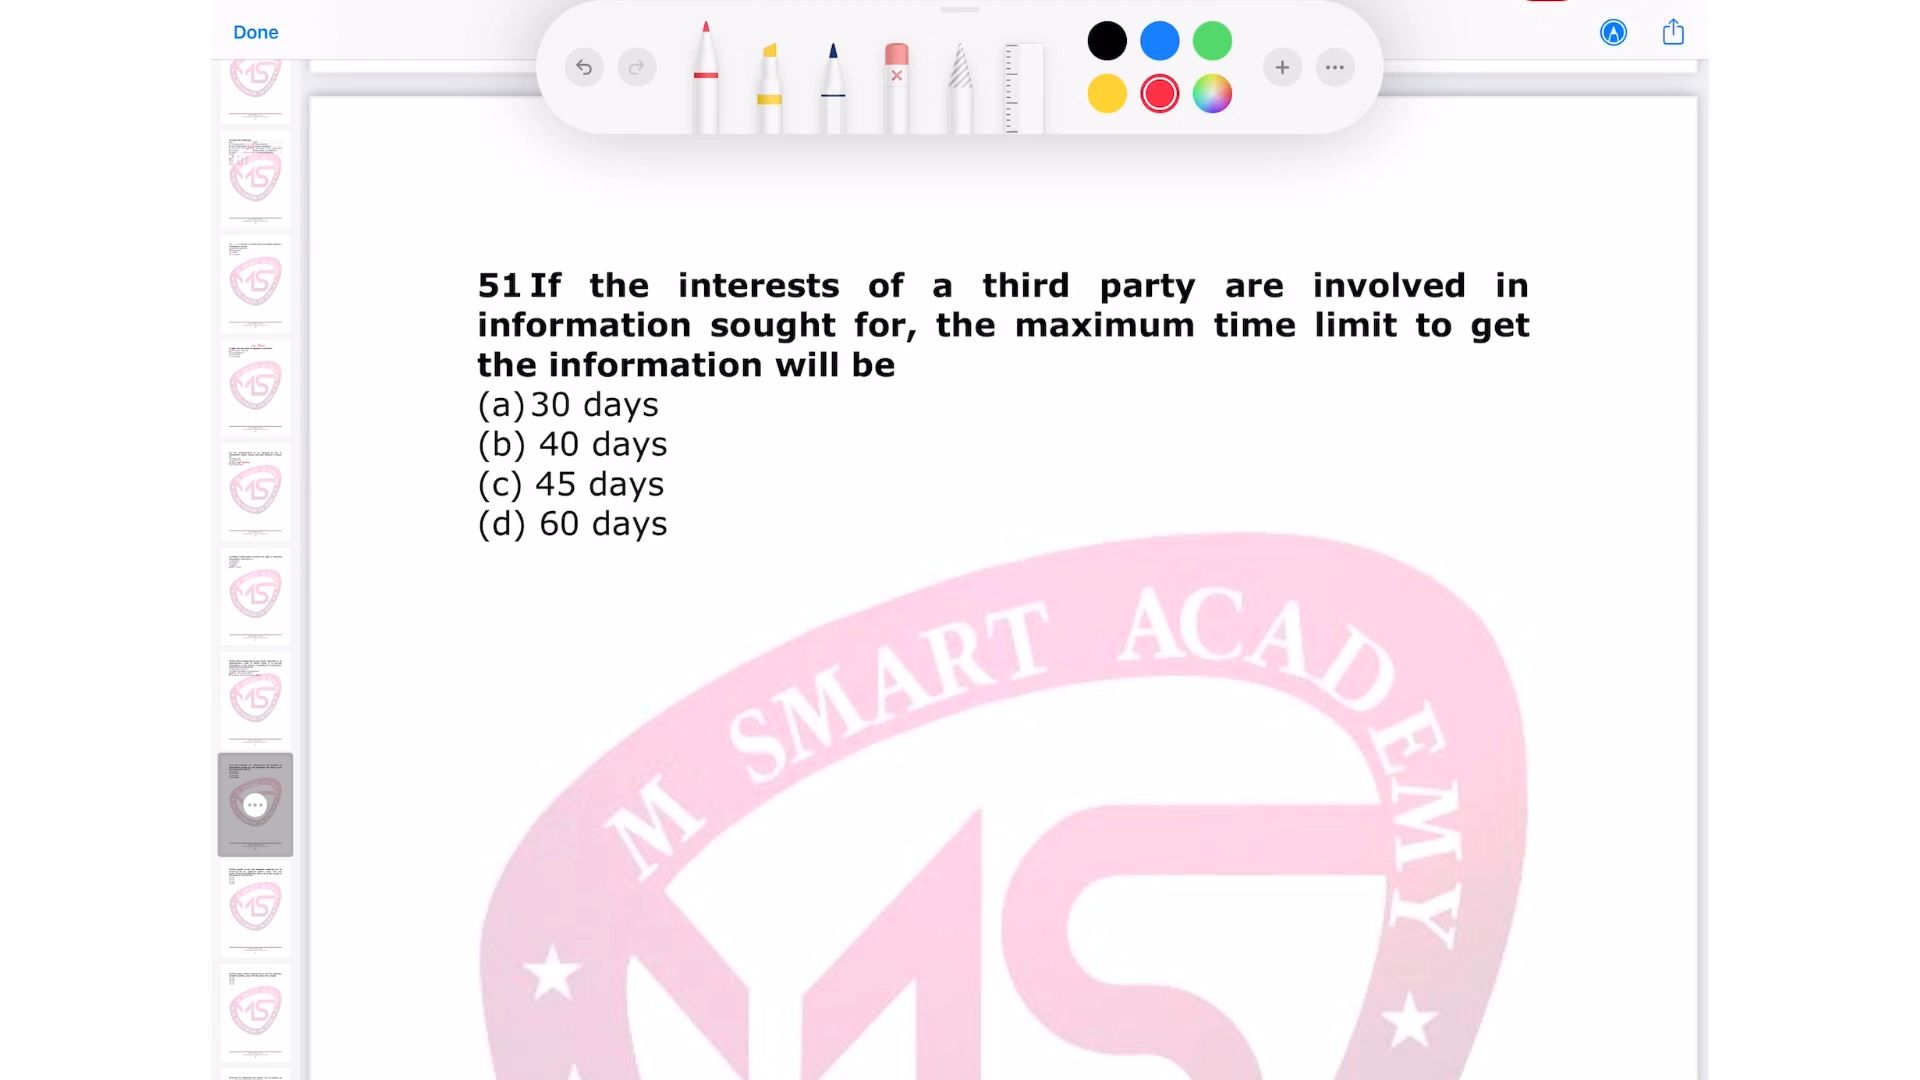 Done
51 If the interests of a third party are involved in
information sought for, the maximum time limit to get
the information will be
(a) 30 days
(b) 40 days
(c) 45 days
(d) 60 days
M SMART ACADEMY
MS